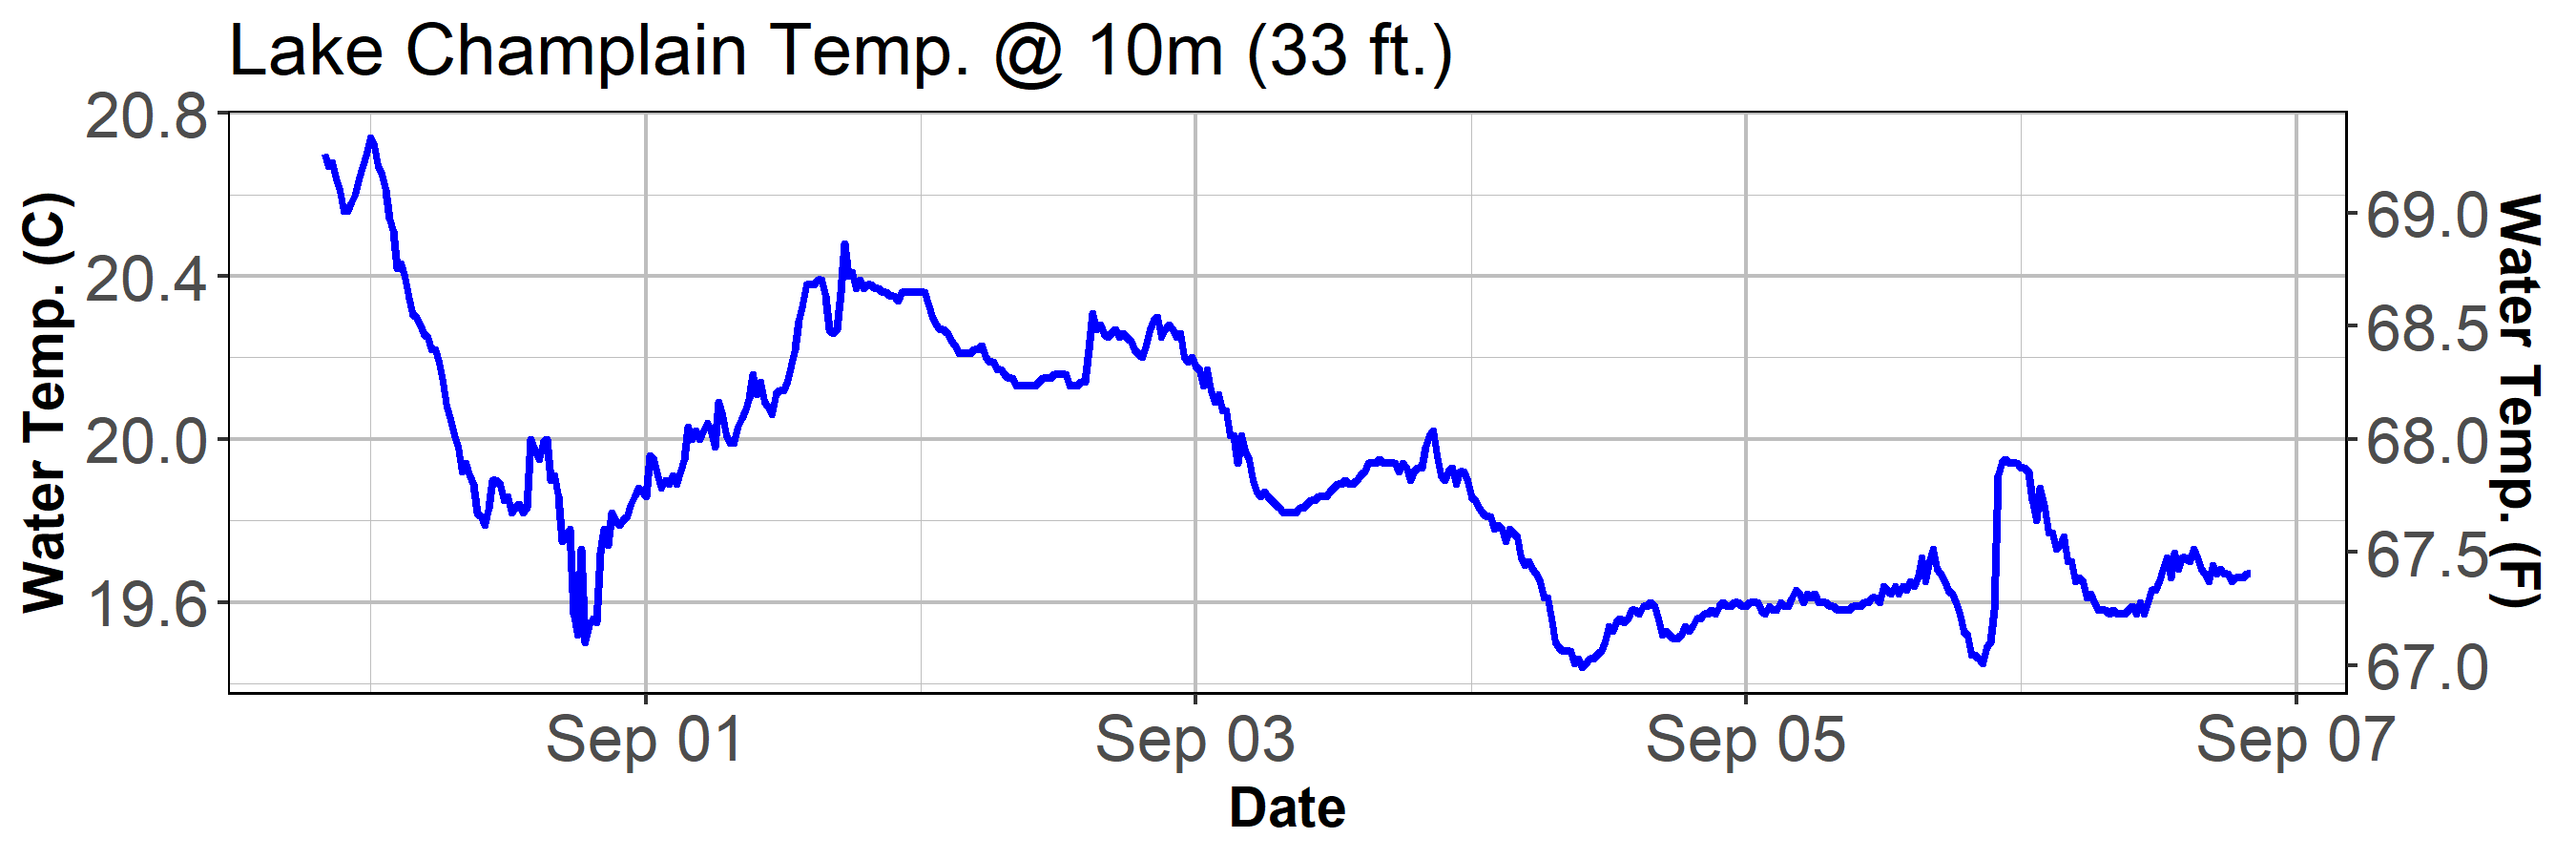 Lake Champlain Temp. @ 10m (33 ft.)
Water Temp. (C)
20.8
20.4
20.0
19.6
69.0
68.5
68.0
67.5
67.0
Water Temp. (F)
Sep 01
Sep 03
Sep 05
Sep 07
Date